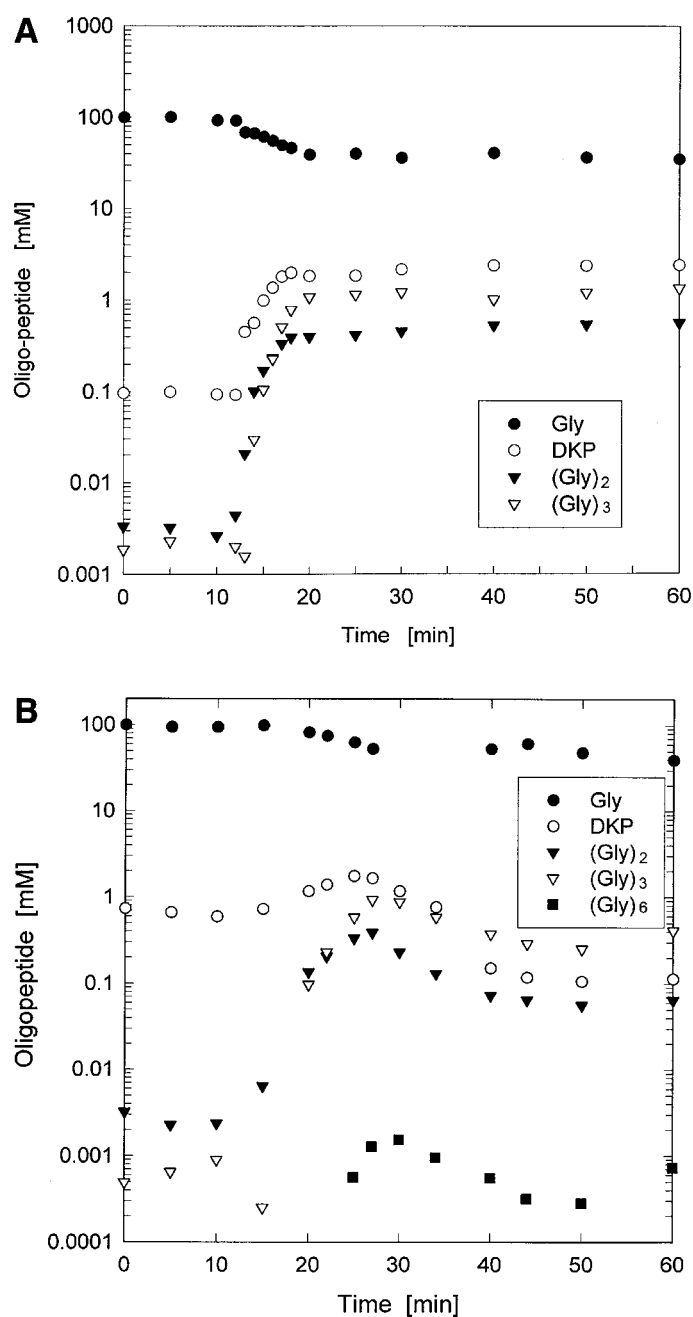 A
1000
100
10
1
0.1
0.01
0.001
Oligo-peptide [mM]
Gly
DKP
(Gly)2
(Gly)3
0 10 20 30 40 50 60
Time [min]
B
100
10
1
0.1
0.01
0.001
0.0001
Oligopeptide [mM]
Gly
DKP
(Gly)2
(Gly)3
(Gly)6
0 10 20 30 40 50 60
Time [min]